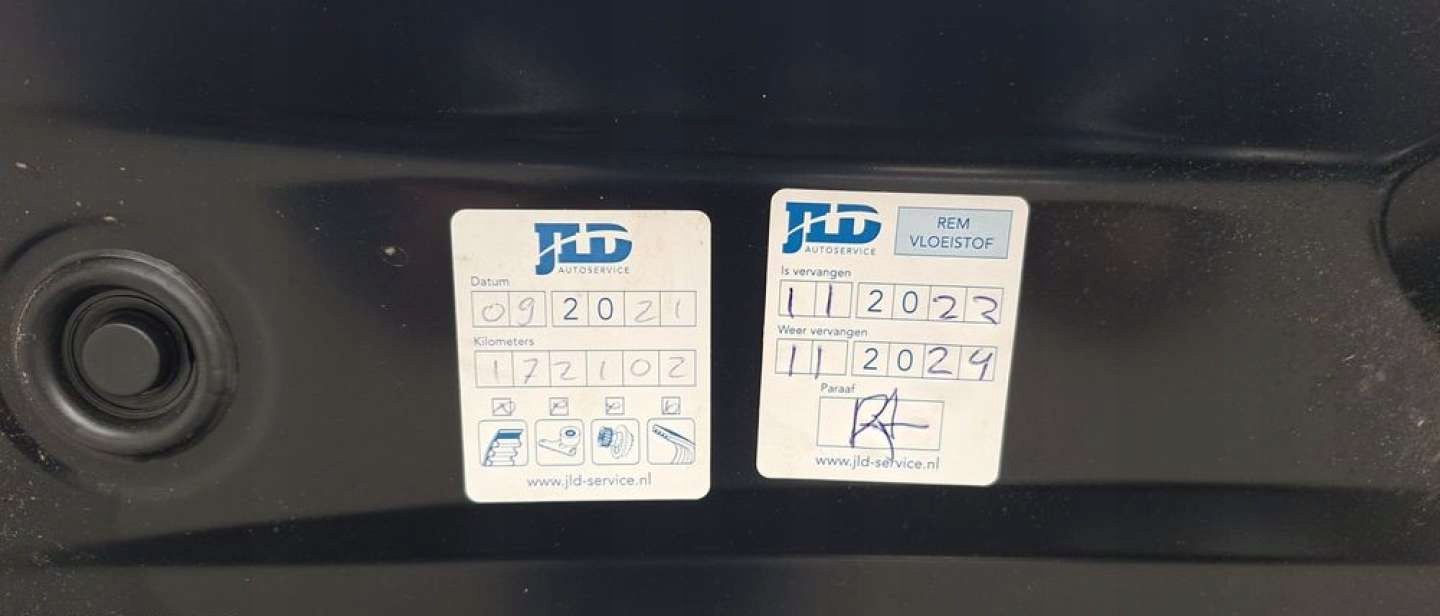 JLD
AUTOSERVICE
Datum
09 2021
Kilometers
172102
www.jld-service.nl
JLD
AUTOSERVICE
REM
VLOEISTOF
Is vervangen
11 2022
Weer vervangen
11 2024
Paraaf
www.jld-service.nl